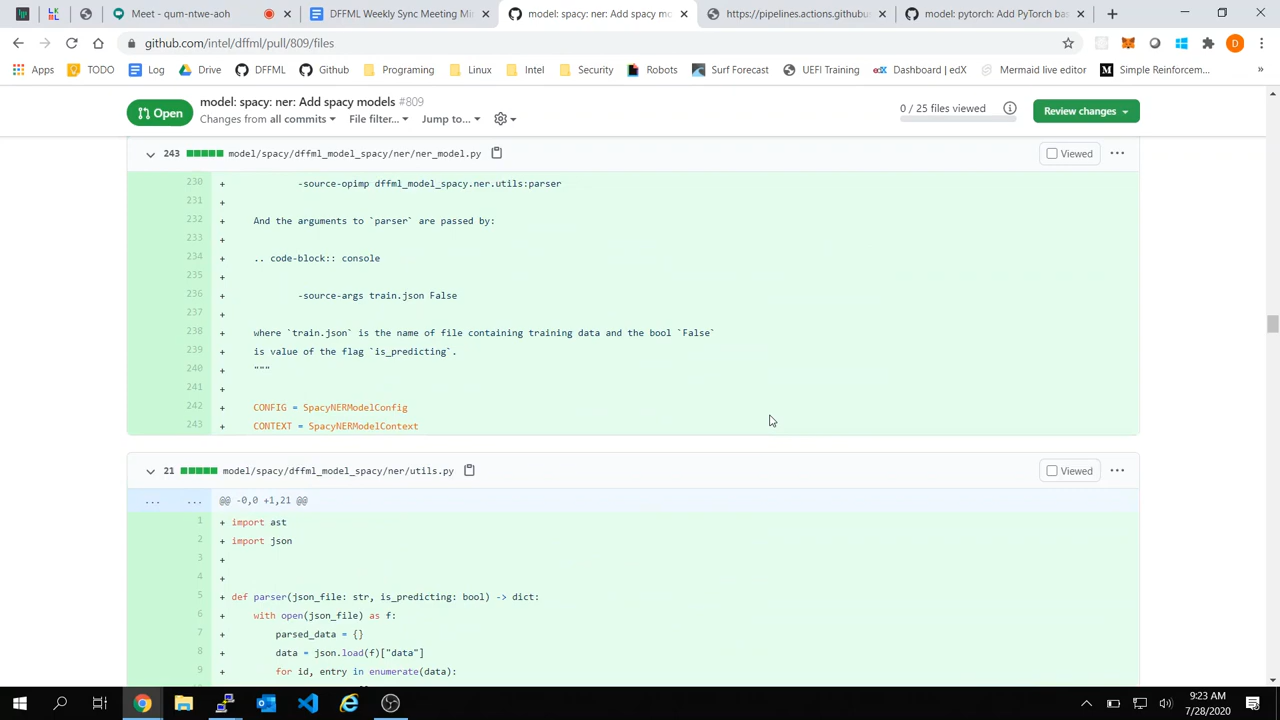 Meet - qum-ntwe-aoh
DFFML Weekly Sync Meeting Mi
model: spacy: ner: Add spacy mo
https://pipelines.actions.githubus
model: pytorch: Add PyTorch bas
github.com/intel/dffml/pull/809/files
D
Apps
TODO
Log
Drive
DFFML
Github
Programing
Linux
Intel
Security
Robots
Surf Forecast
UEFI Training
Dashboard | edX
Mermaid live editor
Simple Reinforcem...
Open
model: spacy: ner: Add spacy models #809
Changes from all commits
File filter...
Jump to...
0 / 25 files viewed
Review changes
243 model/spacy/dffml_model_spacy/ner/ner_model.py
Viewed
230 + -source-opimp dffml_model_spacy.ner.utils:parser
231 +
232 + And the arguments to `parser` are passed by:
233 +
234 + .. code-block:: console
235 +
236 + -source-args train.json False
237 +
238 + where `train.json` is the name of file containing training data and the bool `False`
239 + is value of the flag `is_predicting`.
240 + """
241 +
242 + CONFIG = SpacyNERModelConfig
243 + CONTEXT = SpacyNERModelContext
21 model/spacy/dffml_model_spacy/ner/utils.py
Viewed
... ... @@ -0,0 +1,21 @@
1 + import ast
2 + import json
3 +
4 +
5 + def parser(json_file: str, is_predicting: bool) -> dict:
6 + with open(json_file) as f:
7 parsed_data = {}
8 + data = json.load(f)["data"]
9 + for id, entry in enumerate(data):
9:23 AM
7/28/2020